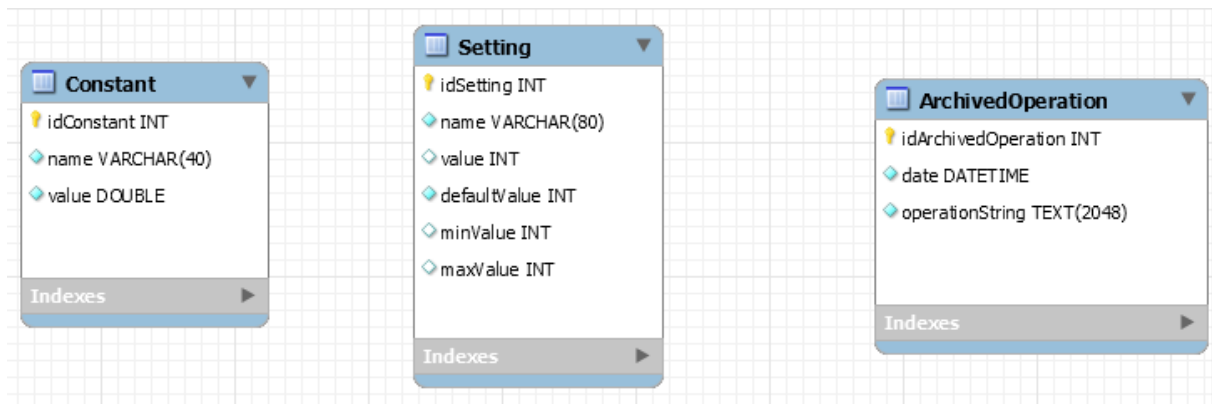 Constant
idConstant INT
name VARCHAR(40)
value DOUBLE
Indexes
Setting
idSetting INT
name VARCHAR(80)
value INT
defaultValue INT
minValue INT
maxValue INT
Indexes
ArchivedOperation
idArchivedOperation INT
date DATETIME
operationString TEXT(2048)
Indexes